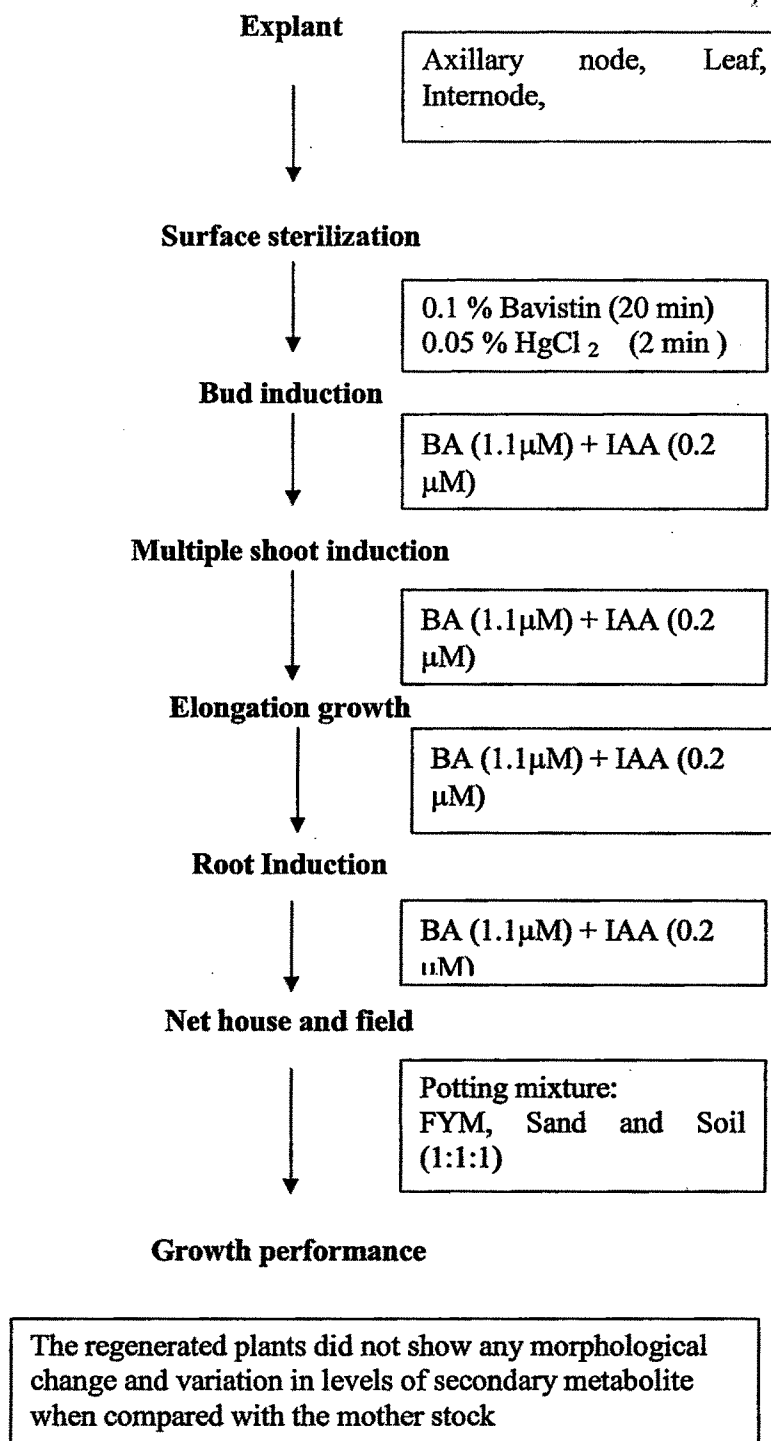 Explant
Axillary node, Leaf,
Internode,
Surface sterilization
0.1 % Bavistin (20 min)
0.05 % HgCl 2 (2 min )
Bud induction
BA (1.1μM) + IAA (0.2
μM)
Multiple shoot induction
BA (1.1μM) + IAA (0.2
μM)
Elongation growth
BA (1.1μM) + IAA (0.2
μM)
Root Induction
BA (1.1μM) + IAA (0.2
μM)
Net house and field
Potting mixture:
FYM, Sand and Soil
(1:1:1)
Growth performance
The regenerated plants did not show any morphological
change and variation in levels of secondary metabolite
when compared with the mother stock